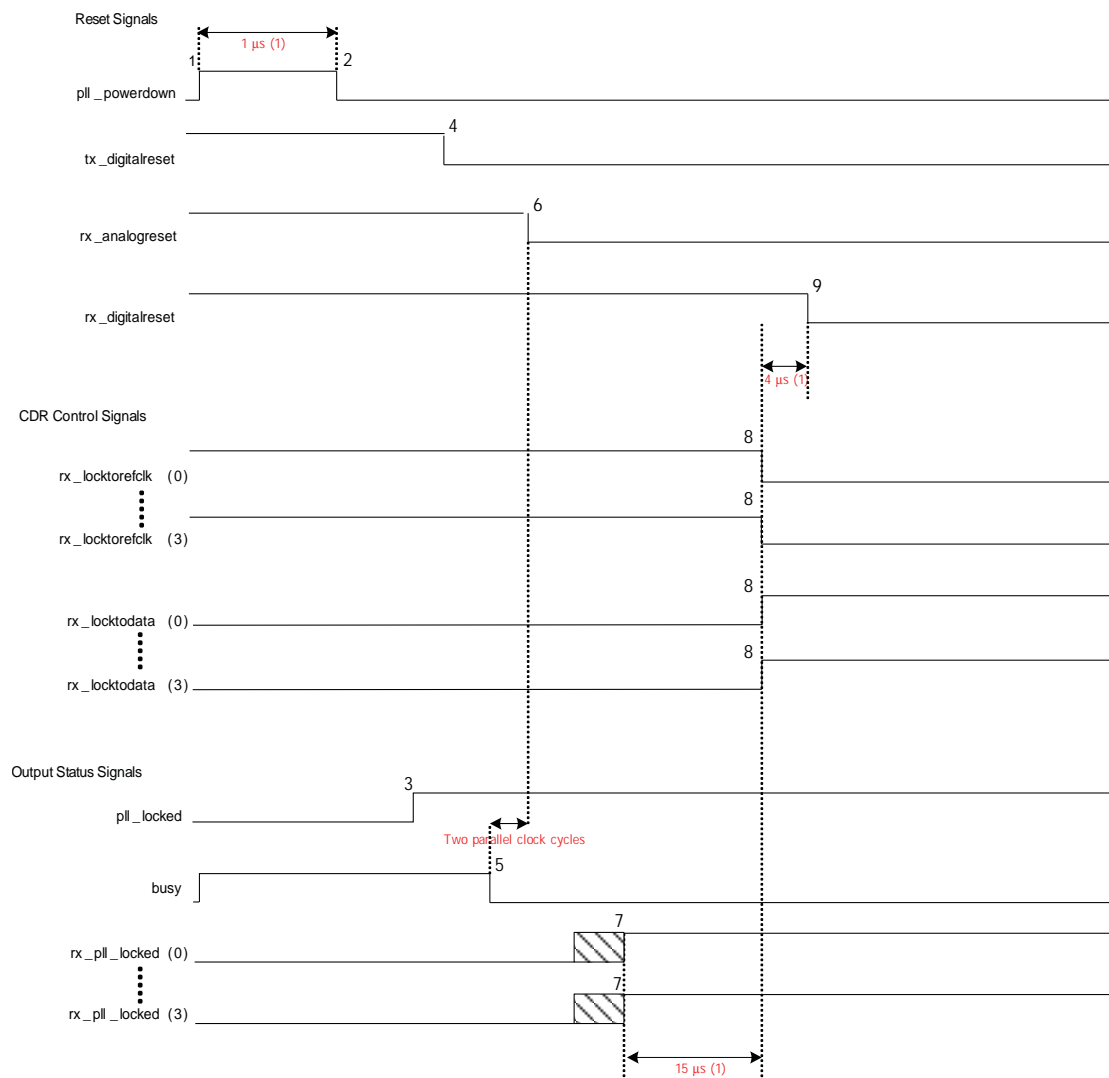 Reset Signals
1 µs (1)
1
2
pll _powerdown
4
tx _digitalreset
6
rx _analogreset
9
rx _digitalreset
4 µs (1)
CDR Control Signals
8
rx _locktorefclk (0)
8
rx _locktorefclk (3)
8
rx _locktodata (0)
8
rx _locktodata (3)
Output Status Signals
3
pll _locked
Two parallel clock cycles
5
busy
7
rx _pll _locked (0)
7
rx _pll _locked (3)
15 µs (1)